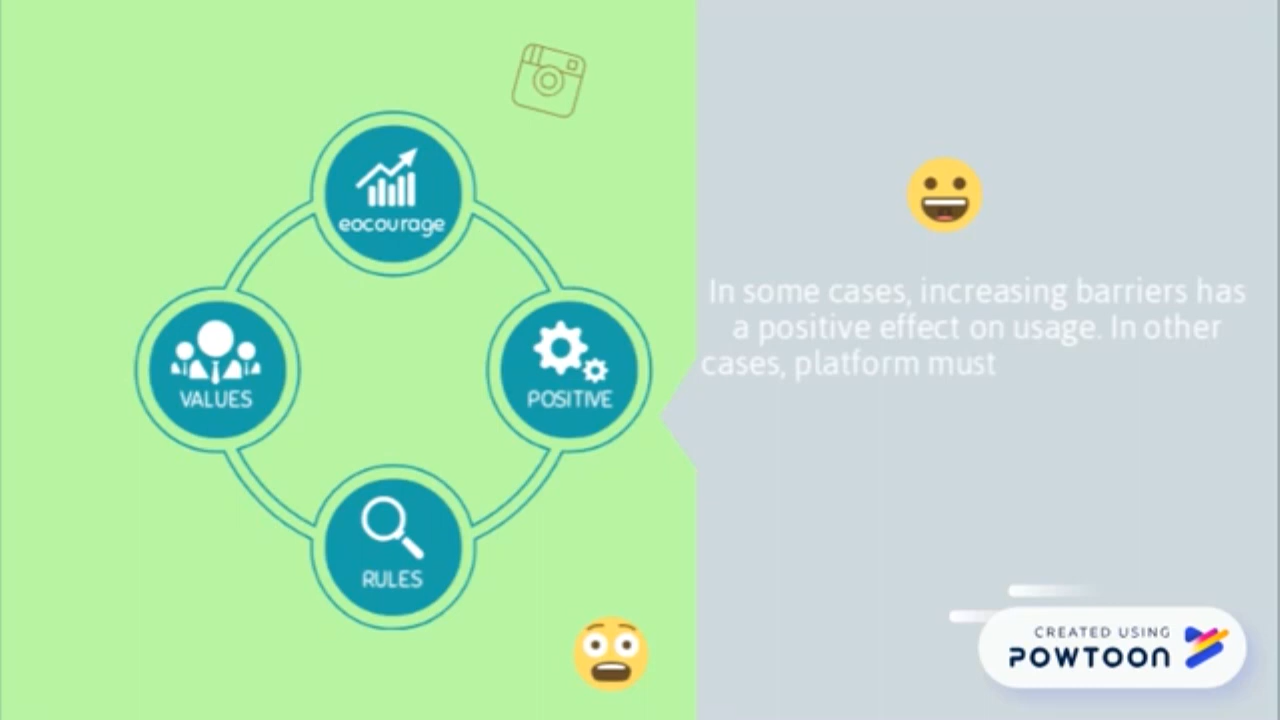 eocourage
VALUES
POSITIVE
RULES
In some cases, increasing barriers has
a positive effect on usage. In other
cases, platform must
CREATED USING
POWTOON